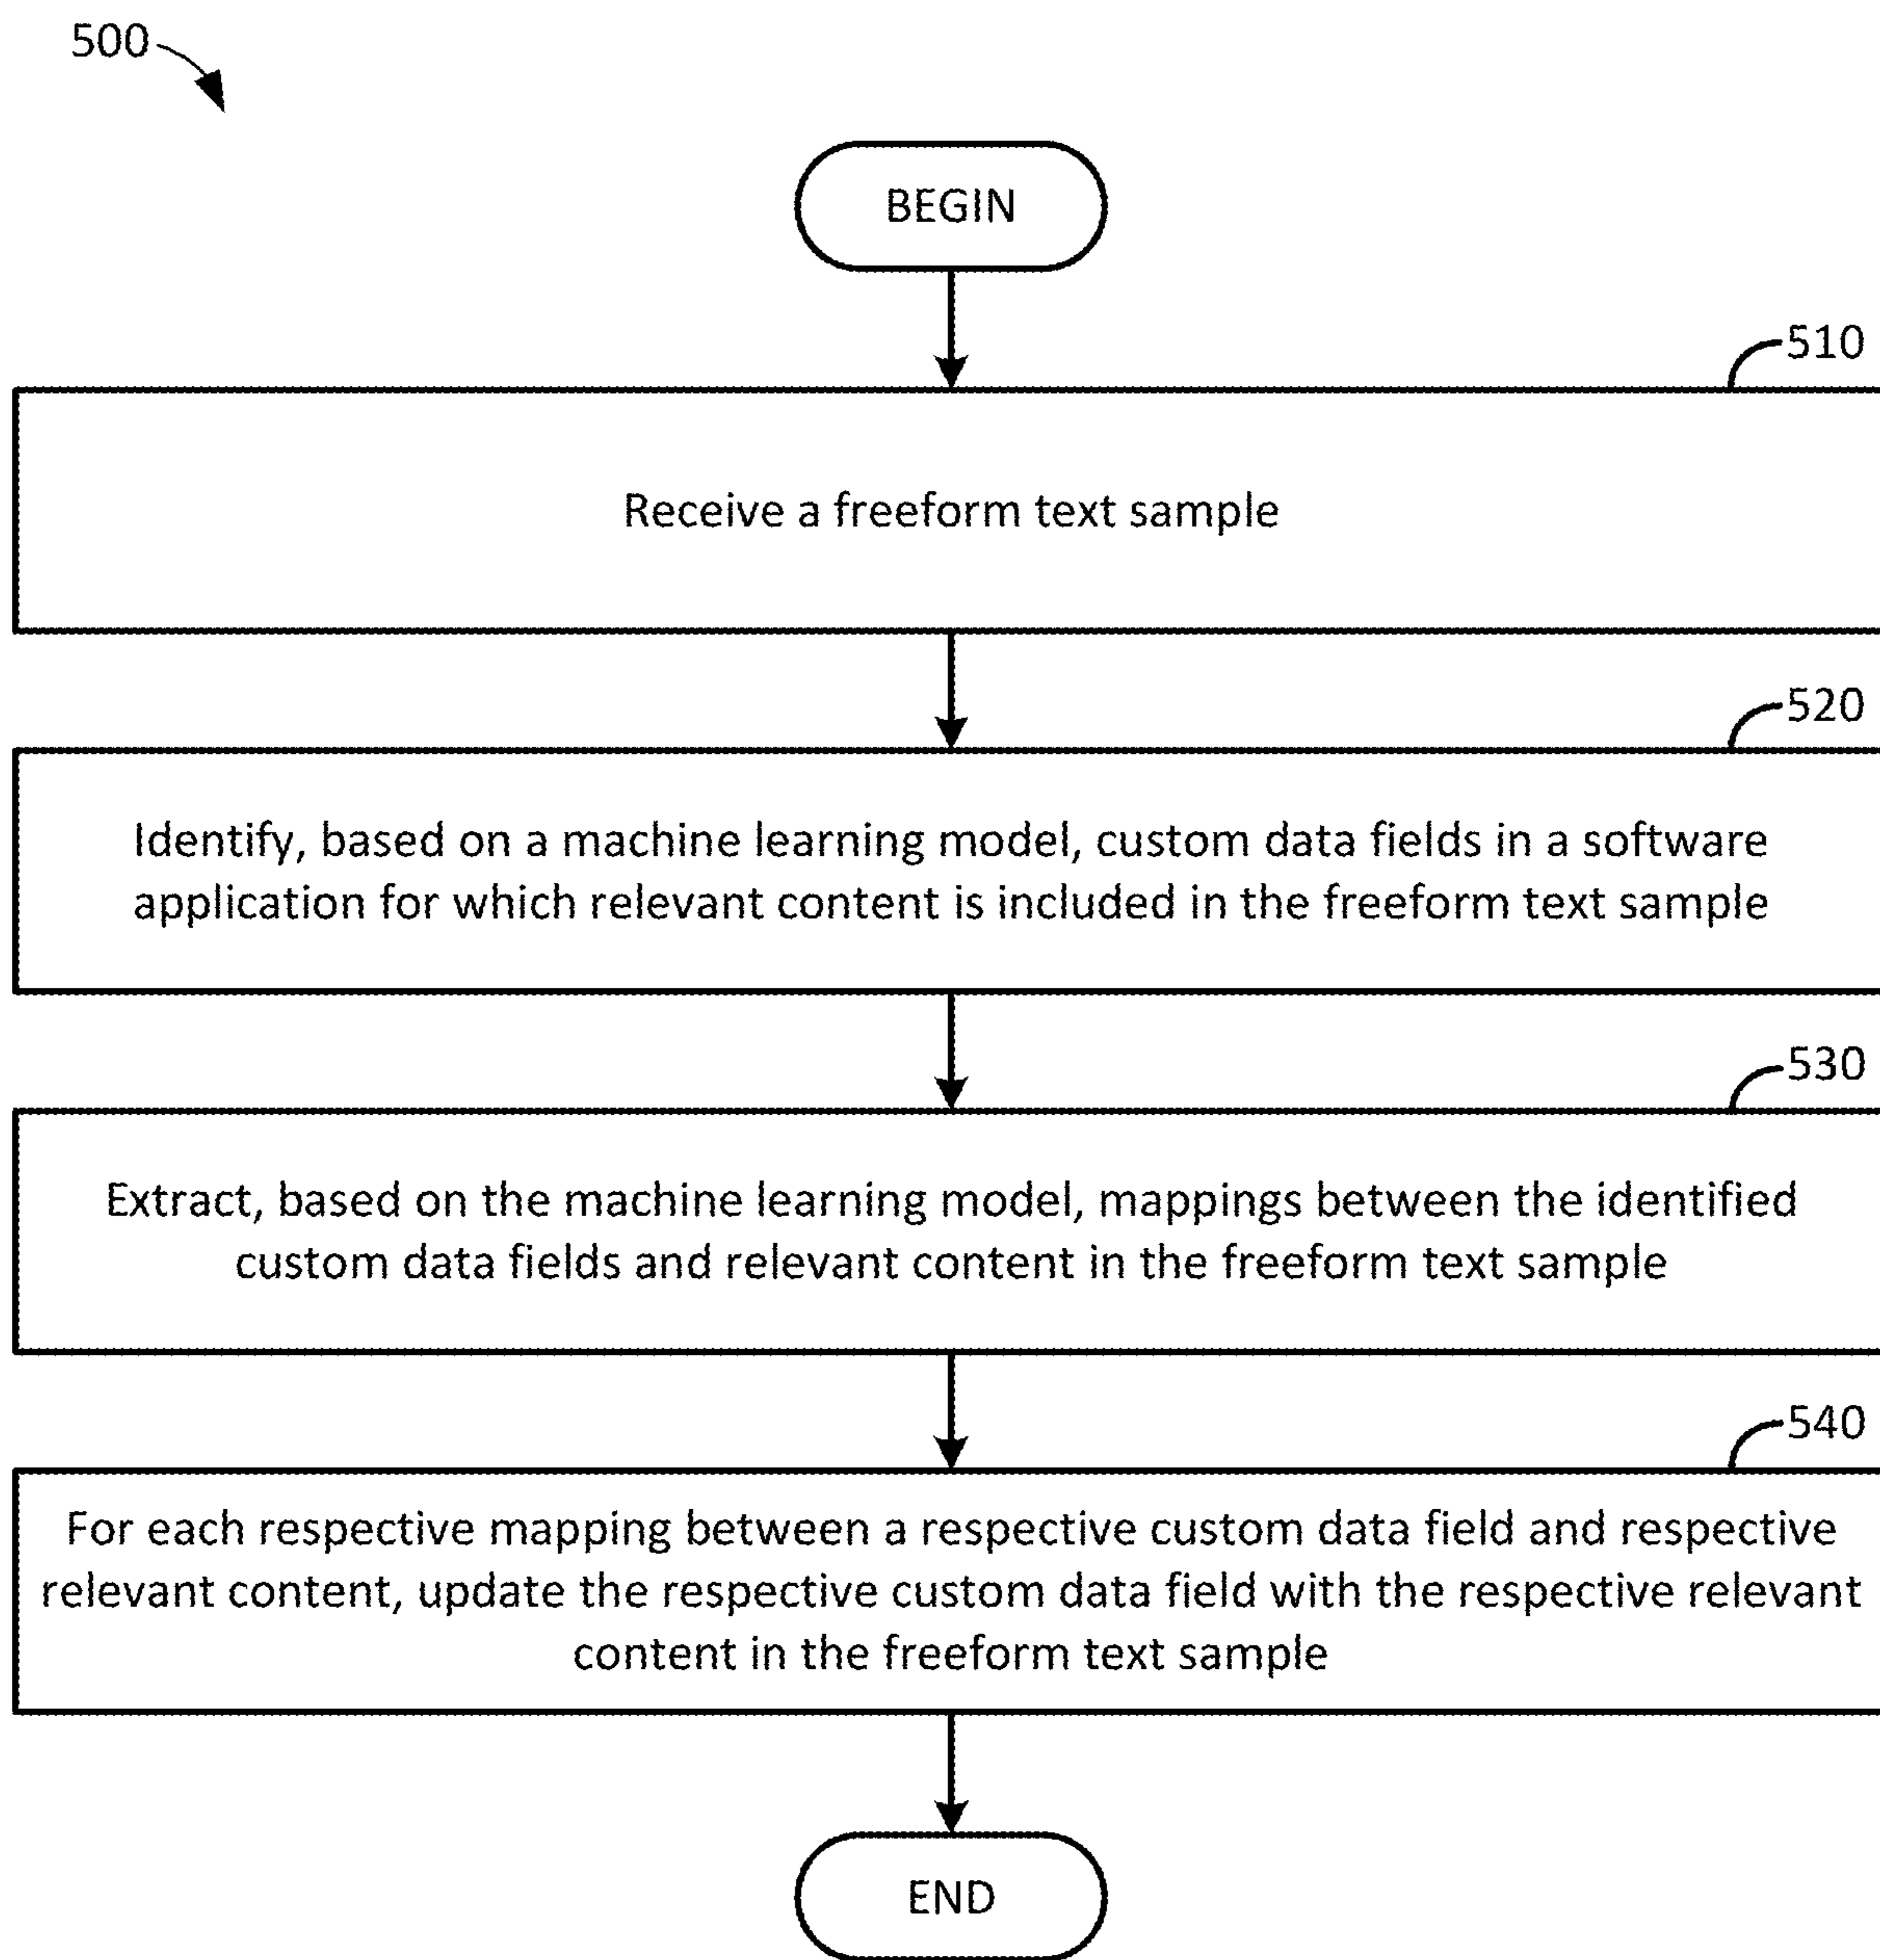 500
BEGIN
510
Receive a freeform text sample
520
Identify, based on a machine learning model, custom data fields in a software
application for which relevant content is included in the freeform text sample
530
Extract, based on the machine learning model, mappings between the identified
custom data fields and relevant content in the freeform text sample
540
For each respective mapping between a respective custom data field and respective
relevant content, update the respective custom data field with the respective relevant
content in the freeform text sample
END